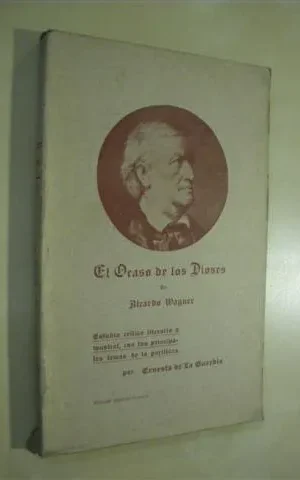 El Ocaso de los Dioses
de
Ricardo Wagner
Estudio crítico literario y
musical, con los principa-
les temas de la partitura
por Ernesto de La Guardia